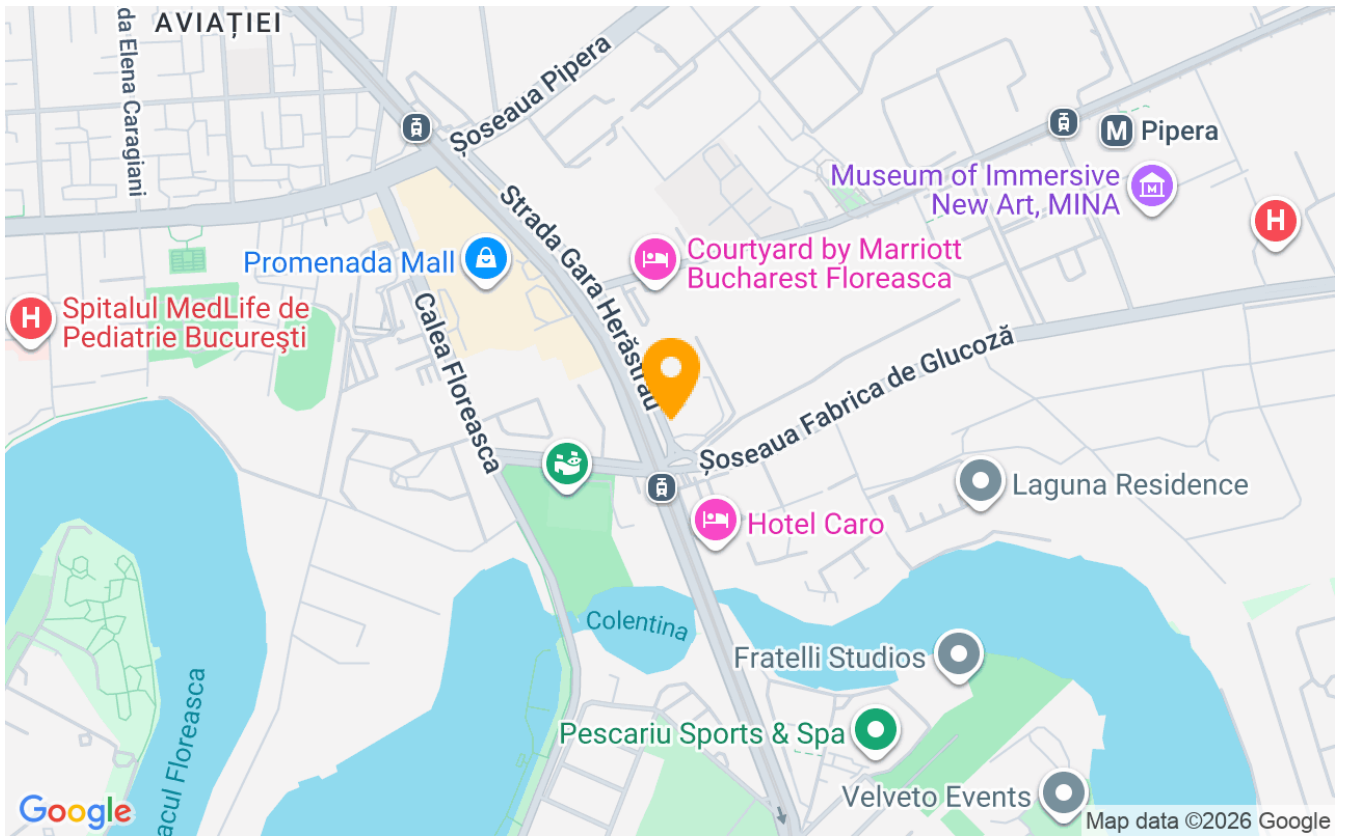 AVIAȚIEI
da Elena Caragiani
Șoseaua Pipera
M Pipera
Museum of Immersive
New Art, MINA
H
Strada Gara Herăstrău
Promenada Mall
Courtyard by Marriott
Bucharest Floreasca
H
Spitalul MedLife de
Pediatrie București
Calea Floreasca
Șoseaua Fabrica de Glucoză
Laguna Residence
Hotel Caro
Colentina
Fratelli Studios
acul Floreasca
Pescariu Sports & Spa
Velveto Events
Google
Map data ©2026 Google